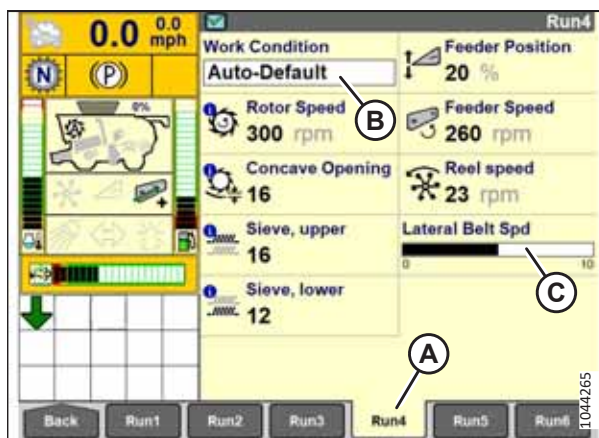 0.0 0.0 mph
N (P)
0%
Run4
Work Condition
Auto-Default
B
Rotor Speed
300 rpm
Concave Opening
16
Sieve, upper
16
Sieve, lower
12
Feeder Position
20 %
Feeder Speed
260 rpm
Reel speed
23 rpm
Lateral Belt Spd
0 10
C
A
Back Run1 Run2 Run3 Run4 Run5 Run6
1044265